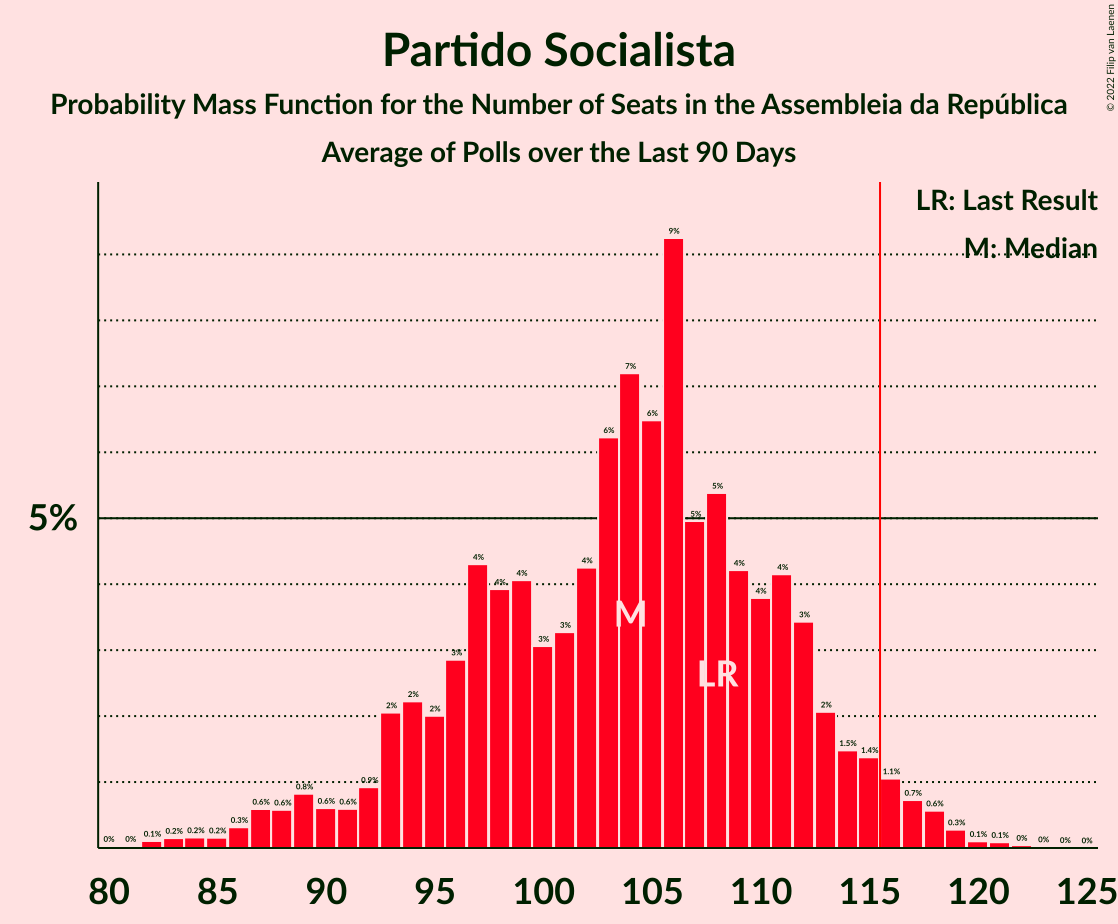 Partido Socialista
Probability Mass Function for the Number of Seats in the Assembleia da República
Average of Polls over the Last 90 Days
© 2022 Filip van Laenen
LR: Last Result
M: Median
5%
0% 0% 0.1% 0.2% 0.2% 0.2% 0.3% 0.6% 0.6% 0.8% 0.6% 0.6% 0.9% 2% 2% 2% 3% 4% 4% 4% 3% 3% 4% 6% 7% 6% 9% 5% 5% 4% 4% 4% 3% 2% 1.5% 1.4% 1.1% 0.7% 0.6% 0.3% 0.1% 0.1% 0% 0% 0% 0%
M
LR
80 85 90 95 100 105 110 115 120 125